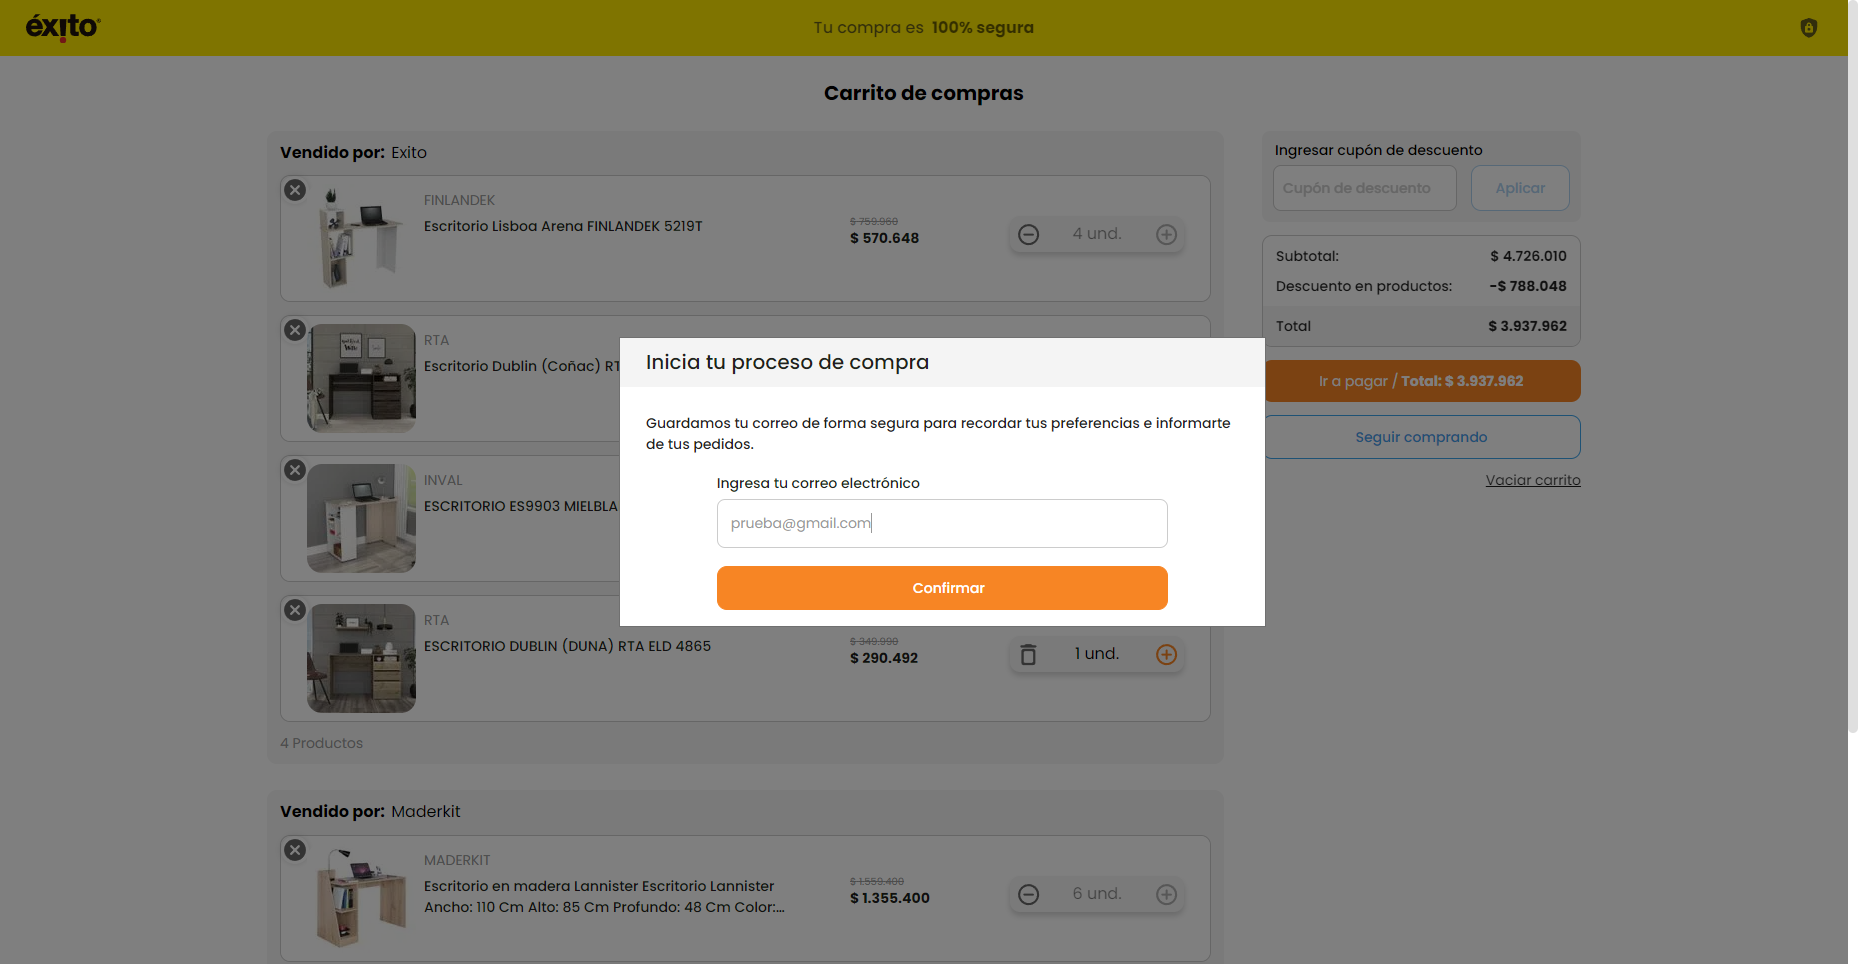 éxito
Tu compra es 100% segura
Carrito de compras
Vendido por: Exito
FINLANDEK
Escritorio Lisboa Arena FINLANDEK 5219T
$ 759.960
$ 570.648
4 und.
RTA
Escritorio Dublin (Coñac)
INVAL
ESCRITORIO ES9903 MIELBLA
RTA
ESCRITORIO DUBLIN (DUNA) RTA ELD 4865
$ 349.990
$ 290.492
1 und.
4 Productos
Vendido por: Maderkit
MADERKIT
Escritorio en madera Lannister Escritorio Lannister
Ancho: 110 Cm Alto: 85 Cm Profundo: 48 Cm Color:...
$ 1.559.400
$ 1.355.400
6 und.
Ingresar cupón de descuento
Cupón de descuento
Aplicar
Subtotal: $ 4.726.010
Descuento en productos: -$ 788.048
Total $ 3.937.962
Ir a pagar / Total: $ 3.937.962
Seguir comprando
Vaciar carrito
Inicia tu proceso de compra
Guardamos tu correo de forma segura para recordar tus preferencias e informarte
de tus pedidos.
Ingresa tu correo electrónico
prueba@gmail.com
Confirmar